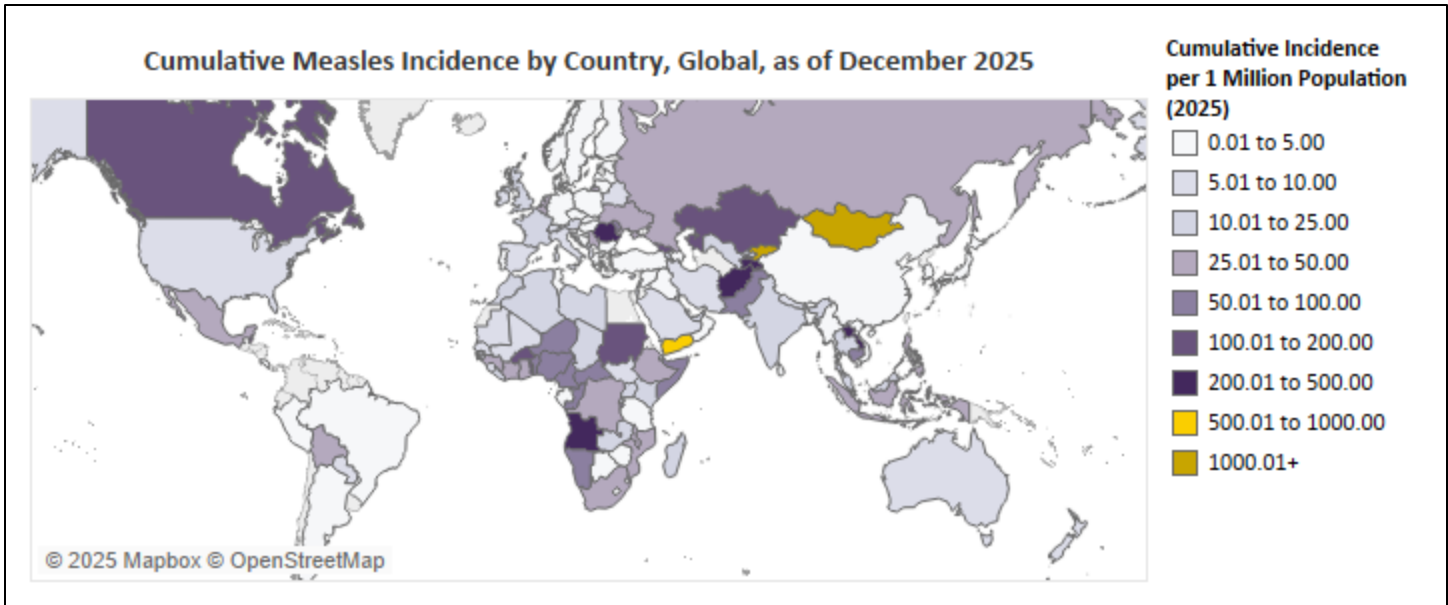 Cumulative Measles Incidence by Country, Global, as of December 2025
© 2025 Mapbox © OpenStreetMap
Cumulative Incidence
per 1 Million Population
(2025)
0.01 to 5.00
5.01 to 10.00
10.01 to 25.00
25.01 to 50.00
50.01 to 100.00
100.01 to 200.00
200.01 to 500.00
500.01 to 1000.00
1000.01+